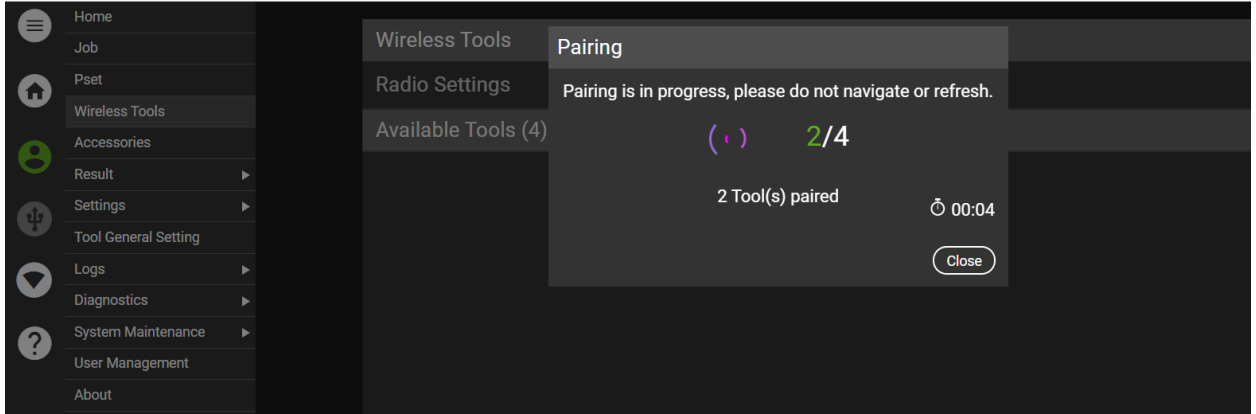 Home
Job
Pset
Wireless Tools
Accessories
Result
Settings
Tool General Setting
Logs
Diagnostics
System Maintenance
User Management
About
Wireless Tools
Radio Settings
Available Tools (4)
Pairing
Pairing is in progress, please do not navigate or refresh.
2/4
2 Tool(s) paired
00:04
Close